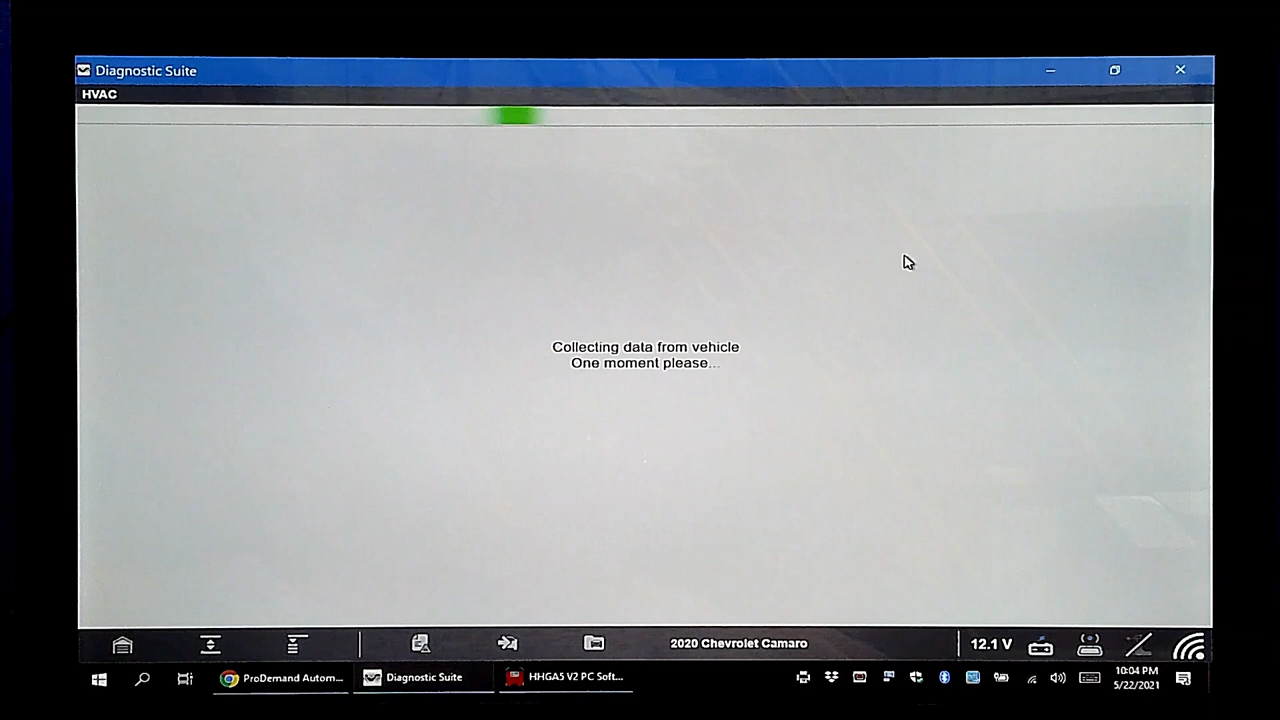 Diagnostic Suite
HVAC
Collecting data from vehicle
One moment please...
2020 Chevrolet Camaro
12.1 V
ProDemand Autom...
Diagnostic Suite
HHGA5 V2 PC Soft...
10:04 PM
5/22/2021